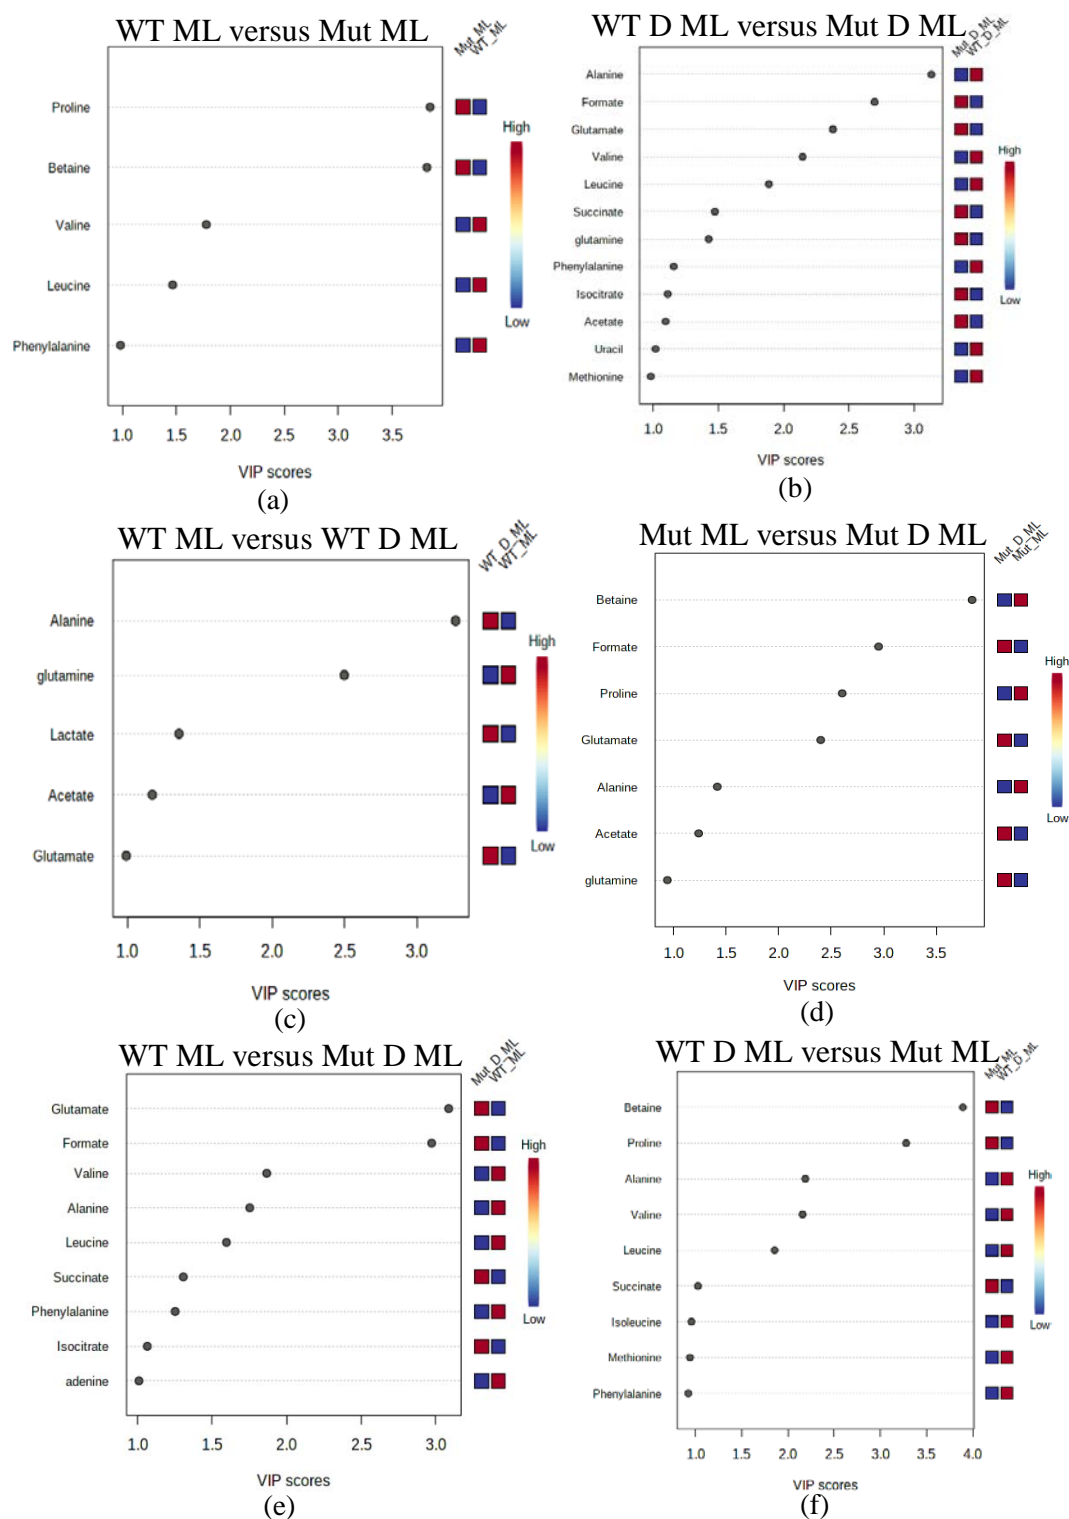 WT ML versus Mut ML
Mut_ML
WT_ML
Proline
Betaine
Valine
Leucine
Phenylalanine
High
Low
1.0 1.5 2.0 2.5 3.0 3.5
VIP scores
(a)
WT D ML versus Mut D ML
Mut_D_ML
WT_D_ML
Alanine
Formate
Glutamate
Valine
Leucine
Succinate
glutamine
Phenylalanine
Isocitrate
Acetate
Uracil
Methionine
High
Low
1.0 1.5 2.0 2.5 3.0
VIP scores
(b)
WT ML versus WT D ML
WT_D_ML
WT_ML
Alanine
glutamine
Lactate
Acetate
Glutamate
High
Low
1.0 1.5 2.0 2.5 3.0
VIP scores
(c)
Mut ML versus Mut D ML
Mut_D_ML
Mut_ML
Betaine
Formate
Proline
Glutamate
Alanine
Acetate
glutamine
High
Low
1.0 1.5 2.0 2.5 3.0 3.5
VIP scores
(d)
WT ML versus Mut D ML
Mut_D_ML
WT_ML
Glutamate
Formate
Valine
Alanine
Leucine
Succinate
Phenylalanine
Isocitrate
adenine
High
Low
1.0 1.5 2.0 2.5 3.0
VIP scores
(e)
WT D ML versus Mut ML
Mut_ML
WT_D_ML
Betaine
Proline
Alanine
Valine
Leucine
Succinate
Isoleucine
Methionine
Phenylalanine
High
Low
1.0 1.5 2.0 2.5 3.0 3.5 4.0
VIP scores
(f)